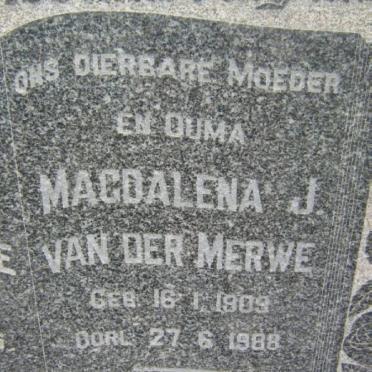 ONS DIERBARE MOEDER
EN OUMA
MAGDALENA J.
VAN DER MERWE
GEB. 16. 1. 1909
OORL. 27. 6. 1988